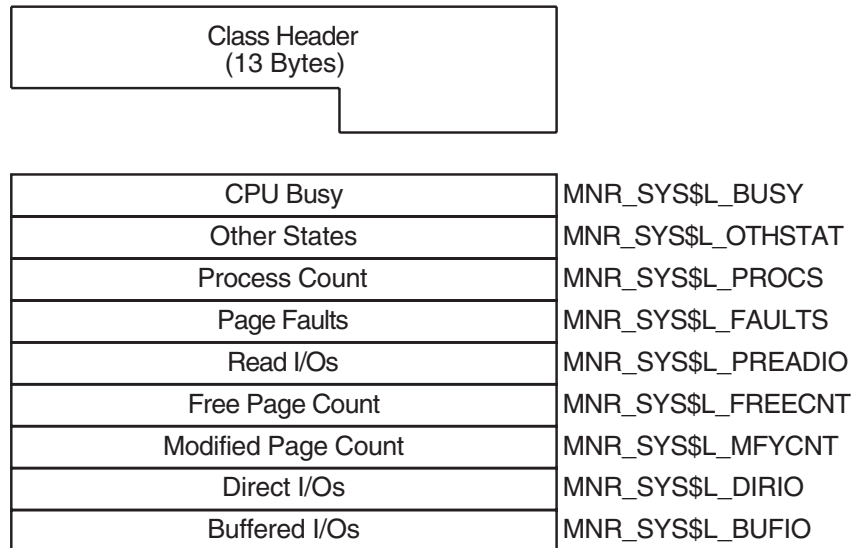 Class Header
(13 Bytes)
CPU Busy MNR_SYS$L_BUSY
Other States MNR_SYS$L_OTHSTAT
Process Count MNR_SYS$L_PROCS
Page Faults MNR_SYS$L_FAULTS
Read I/Os MNR_SYS$L_PREADIO
Free Page Count MNR_SYS$L_FREECNT
Modified Page Count MNR_SYS$L_MFYCNT
Direct I/Os MNR_SYS$L_DIRIO
Buffered I/Os MNR_SYS$L_BUFIO